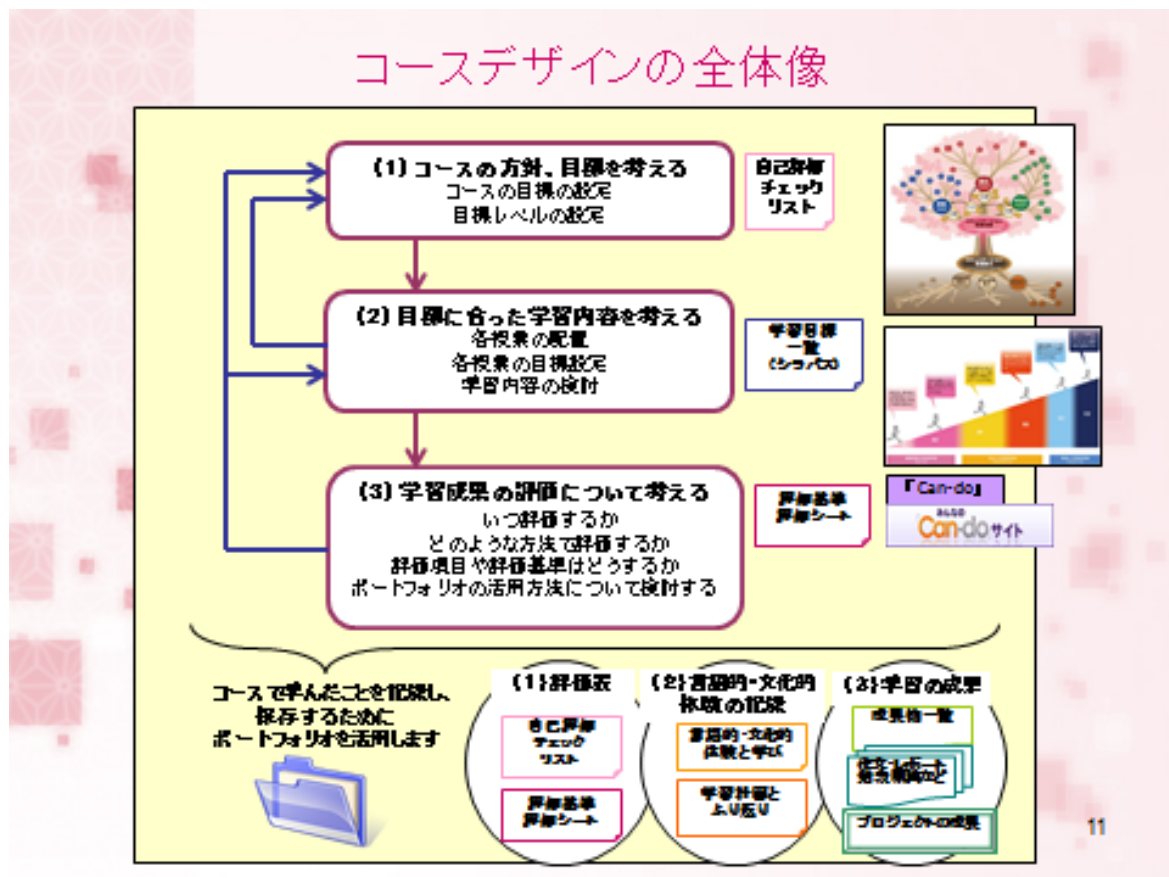 コースデザインの全体像
(1)コースの方針、目標を考える
コースの目標の設定
目標レベルの設定
自己評価
チェック
リスト
(2)目標に合った学習内容を考える
各授業の配置
各授業の目標設定
学習内容の検討
学習目標
一覧
(シラバス)
(3)学習成果の評価について考える
いつ評価するか
どのような方法で評価するか
評価項目や評価基準はどうするか
ポートフォリオの活用方法について検討する
評価基準
評価シート
『Can-do』
みんなの
Can-doサイト
コースで学んだことを記録し、
保存するために
ポートフォリオを活用します
(1)評価表
自己評価
チェック
リスト
評価基準
評価シート
(2)言語的・文化的
体験の記録
言語的・文化的
体験と学び
学習計画と
ふり返り
(3)学習の成果
成果物一覧
作文レポート
など
プロジェクトの成果
11